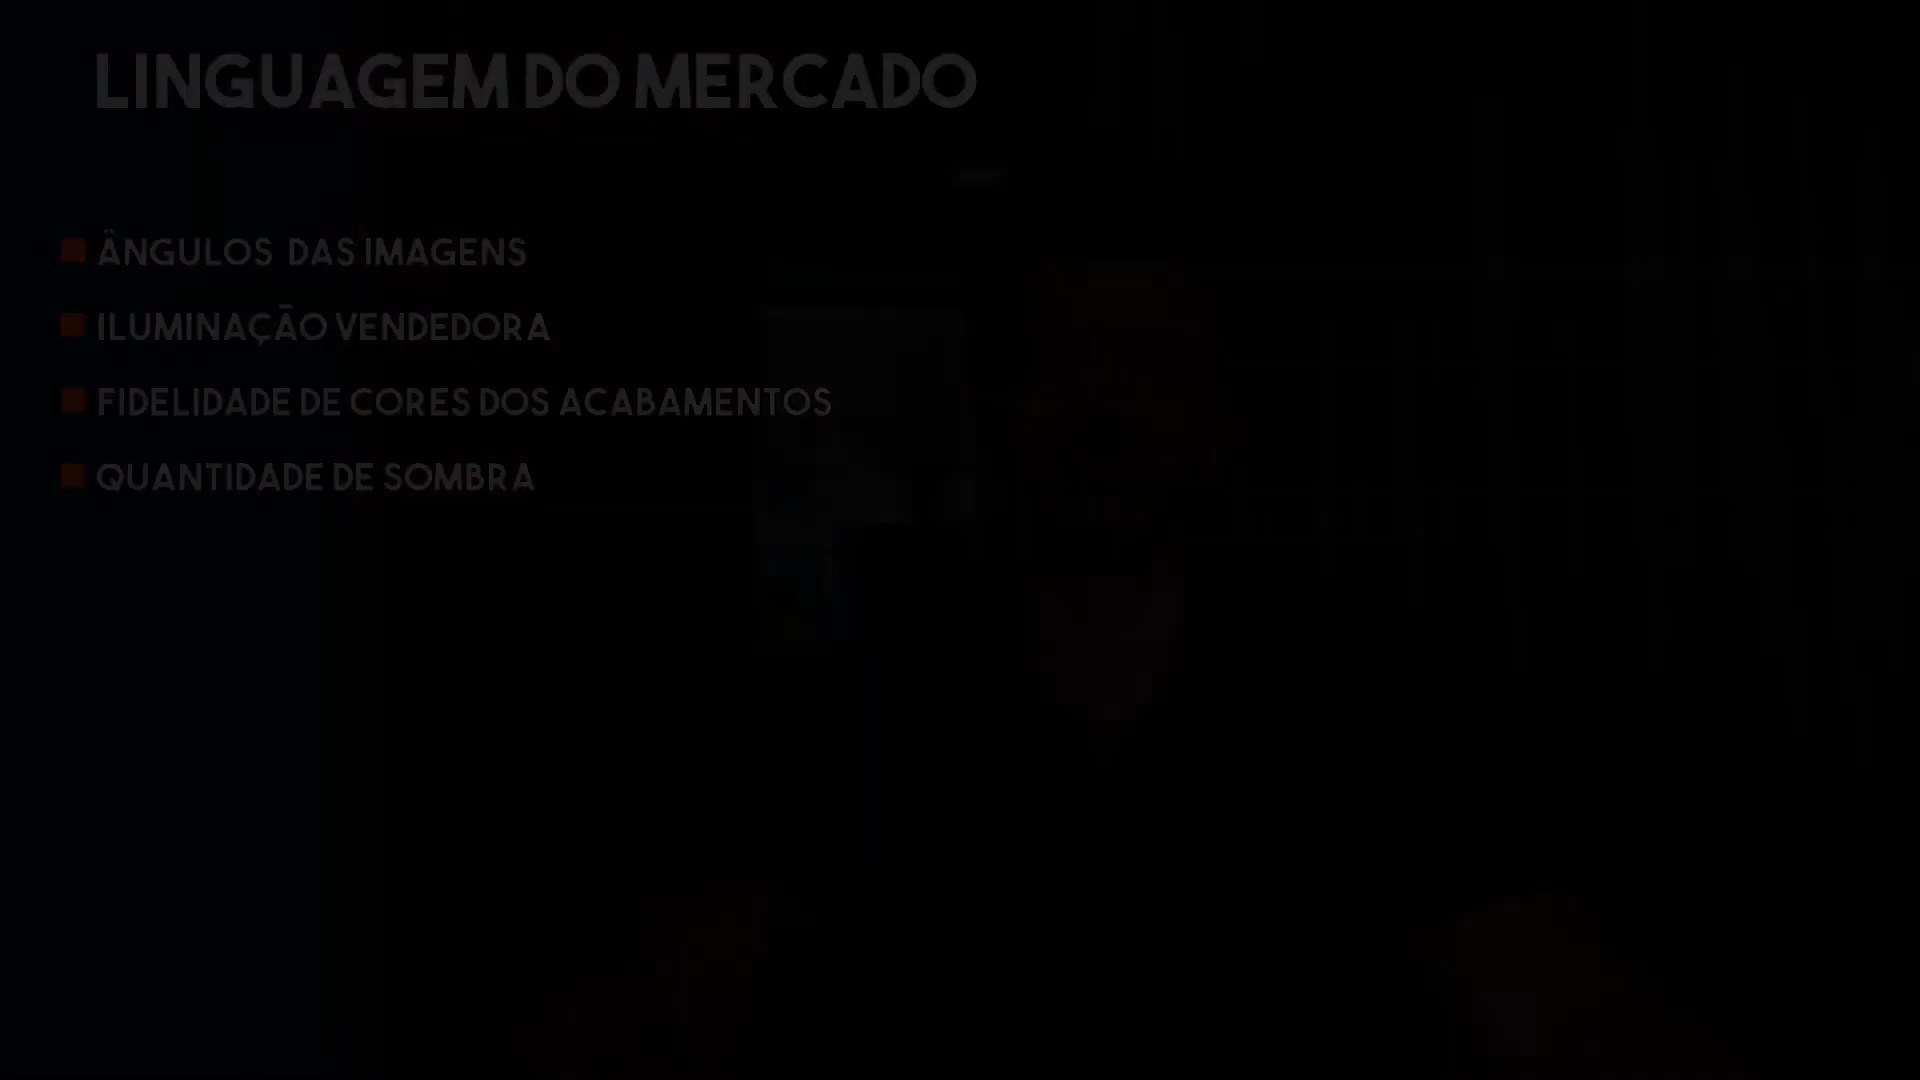 LINGUAGEM DO MERCADO
ÂNGULOS DAS IMAGENS
ILUMINAÇÃO VENDEDORA
FIDELIDADE DE CORES DOS ACABAMENTOS
QUANTIDADE DE SOMBRA